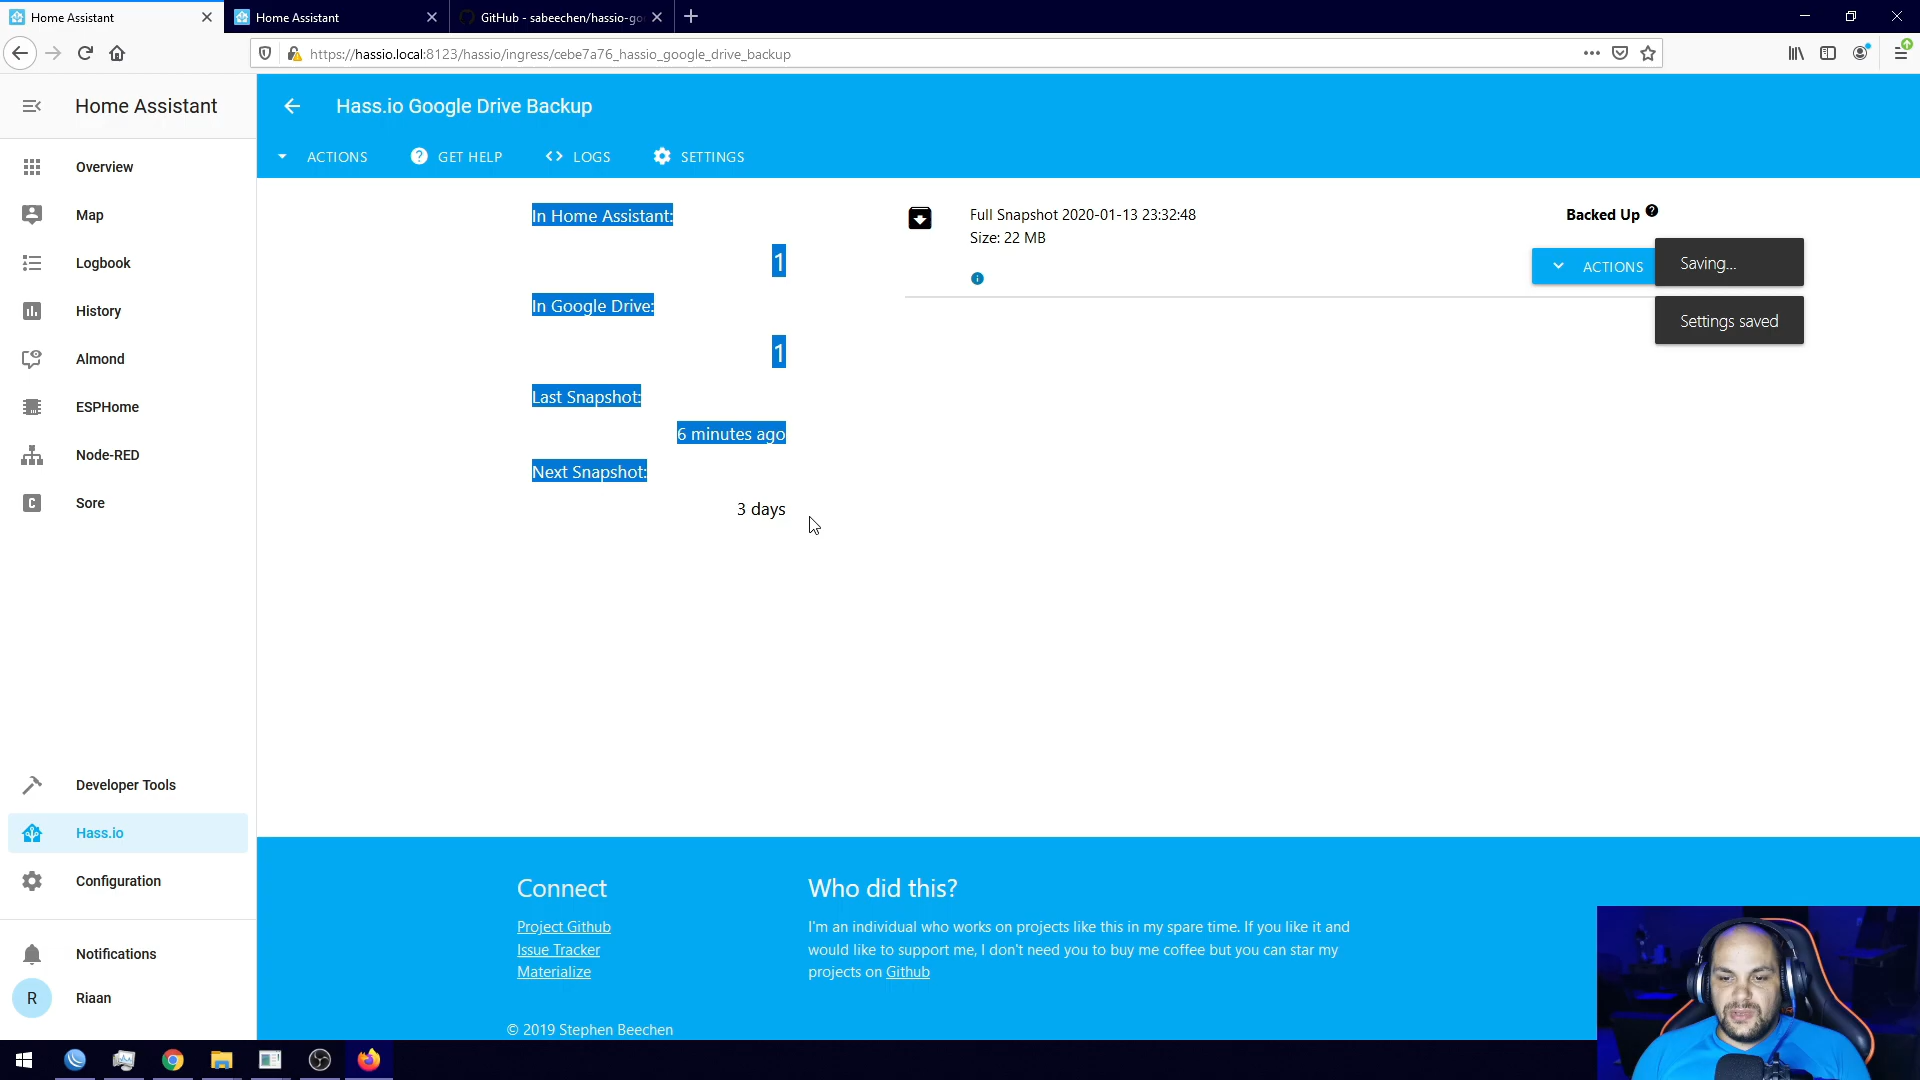 Home Assistant
Home Assistant
GitHub - sabeechen/hassio-go
https://hassio.local:8123/hassio/ingress/cebe7a76_hassio_google_drive_backup
Home Assistant
Hass.io Google Drive Backup
ACTIONS
GET HELP
LOGS
SETTINGS
Overview
Map
Logbook
History
Almond
ESPHome
Node-RED
C
Sore
Developer Tools
Hass.io
Configuration
Notifications
R
Riaan
In Home Assistant:
1
In Google Drive:
1
Last Snapshot:
6 minutes ago
Next Snapshot:
3 days
Full Snapshot 2020-01-13 23:32:48
Size: 22 MB
Backed Up
ACTIONS
Saving...
Settings saved
Connect
Project Github
Issue Tracker
Materialize
Who did this?
I'm an individual who works on projects like this in my spare time. If you like it and
would like to support me, I don't need you to buy me coffee but you can star my
projects on Github
© 2019 Stephen Beechen